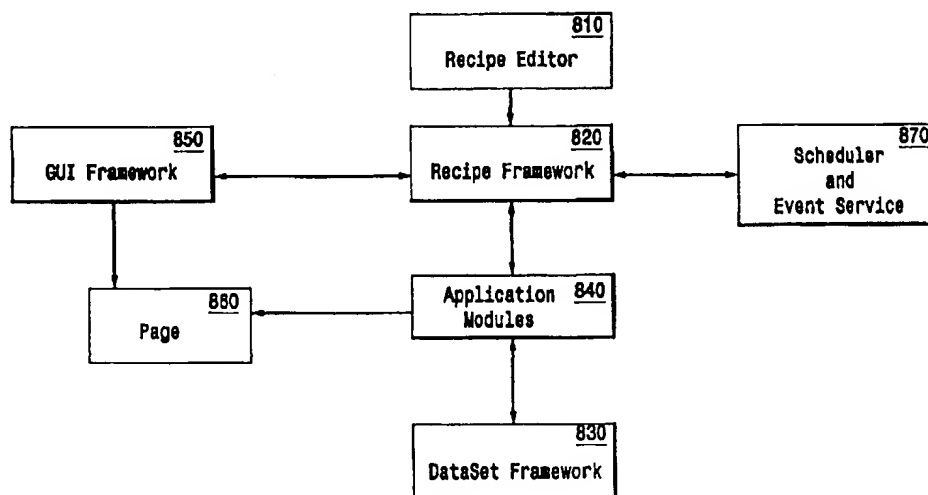 810
Recipe Editor
850
GUI Framework
820
Recipe Framework
870
Scheduler
and
Event Service
860
Page
Application 840
Modules
830
DataSet Framework